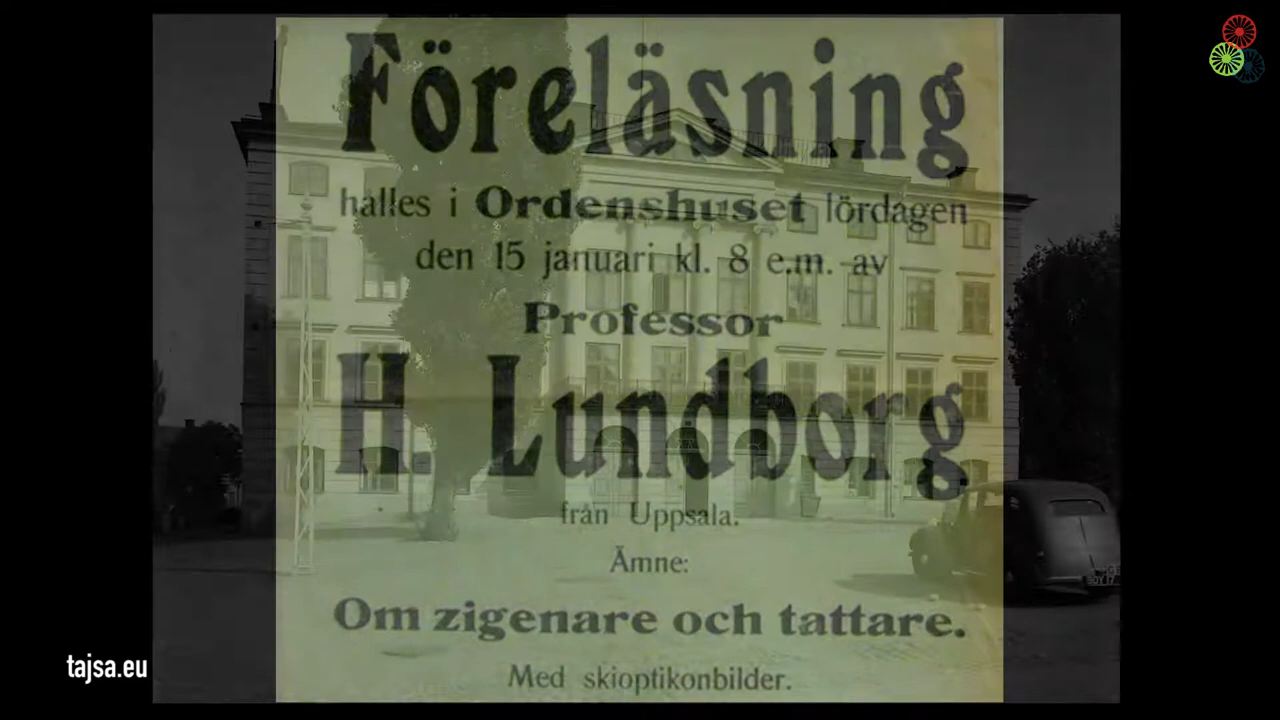 Föreläsning
halles i Ordenshuset lördagen
den 15 januari kl. 8 e.m. av
Professor
H. Lundborg
från Uppsala.
Ämne:
Om zigenare och tattare.
Med skioptikonbilder.
tajsa.eu